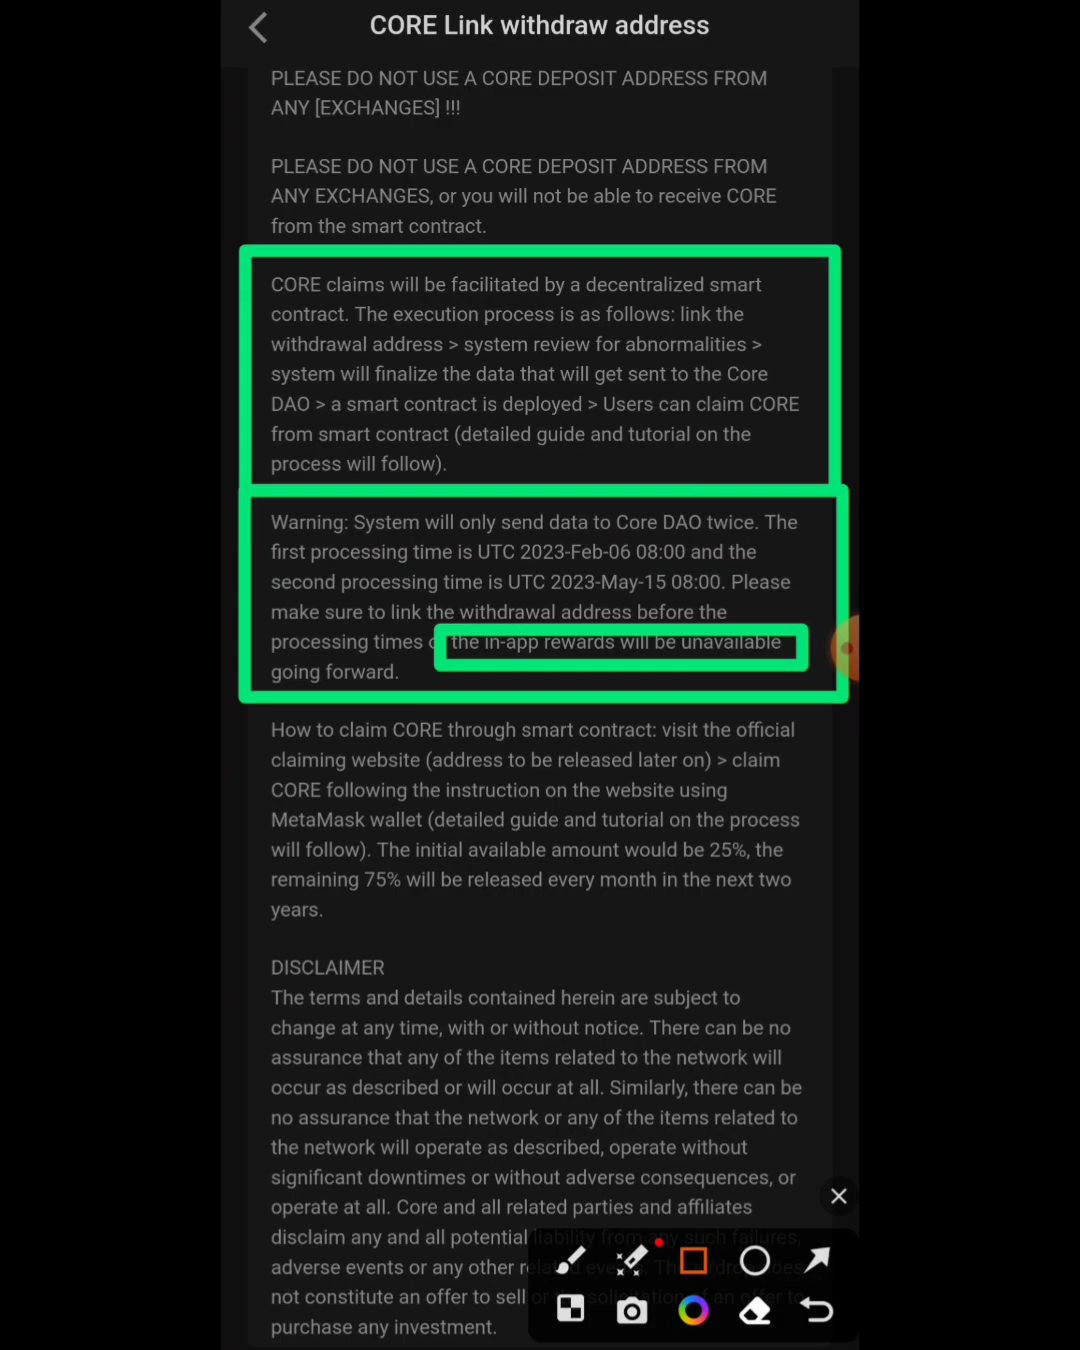 CORE Link withdraw address
PLEASE DO NOT USE A CORE DEPOSIT ADDRESS FROM
ANY [EXCHANGES] !!!
PLEASE DO NOT USE A CORE DEPOSIT ADDRESS FROM
ANY EXCHANGES, or you will not be able to receive CORE
from the smart contract.
CORE claims will be facilitated by a decentralized smart
contract. The execution process is as follows: link the
withdrawal address > system review for abnormalities >
system will finalize the data that will get sent to the Core
DAO > a smart contract is deployed > Users can claim CORE
from smart contract (detailed guide and tutorial on the
process will follow).
Warning: System will only send data to Core DAO twice. The
first processing time is UTC 2023-Feb-06 08:00 and the
second processing time is UTC 2023-May-15 08:00. Please
make sure to link the withdrawal address before the
processing times the in-app rewards will be unavailable
going forward.
How to claim CORE through smart contract: visit the official
claiming website (address to be released later on) > claim
CORE following the instruction on the website using
MetaMask wallet (detailed guide and tutorial on the process
will follow). The initial available amount would be 25%, the
remaining 75% will be released every month in the next two
years.
DISCLAIMER
The terms and details contained herein are subject to
change at any time, with or without notice. There can be no
assurance that any of the items related to the network will
occur as described or will occur at all. Similarly, there can be
no assurance that the network or any of the items related to
the network will operate as described, operate without
significant downtimes or without adverse consequences, or
operate at all. Core and all related parties and affiliates
disclaim any and all potential liability from any such failures,
adverse events or any other related
not constitute an offer to sell or solicitation of an offer to
purchase any investment.